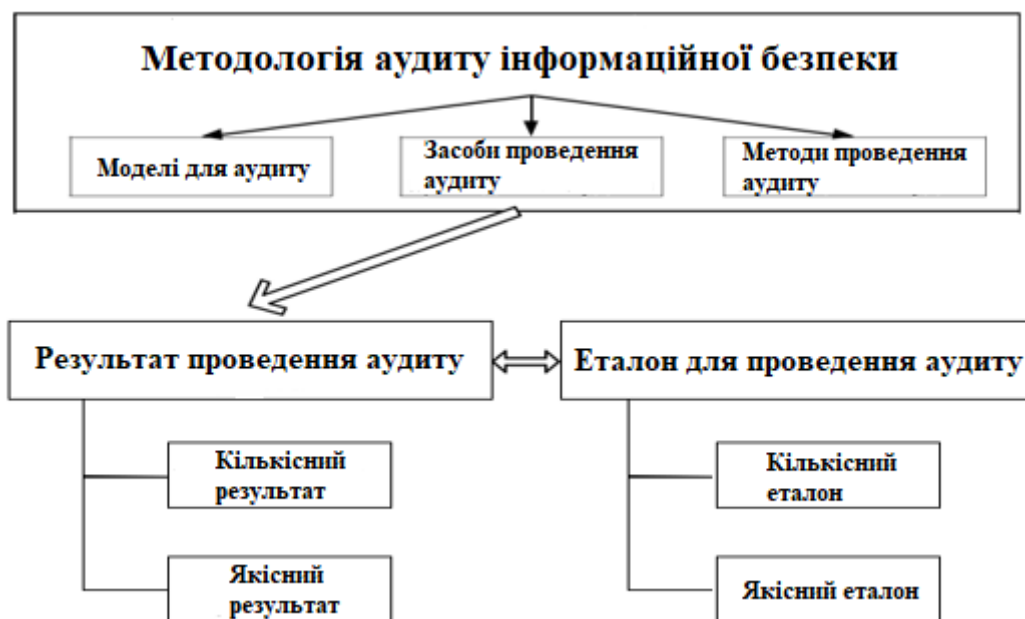 Методологія аудиту інформаційної безпеки
Моделі для аудиту
Засоби проведення
аудиту
Методи проведення
аудиту
Результат проведення аудиту
Еталон для проведення аудиту
Кількісний
результат
Якісний
результат
Кількісний
еталон
Якісний еталон